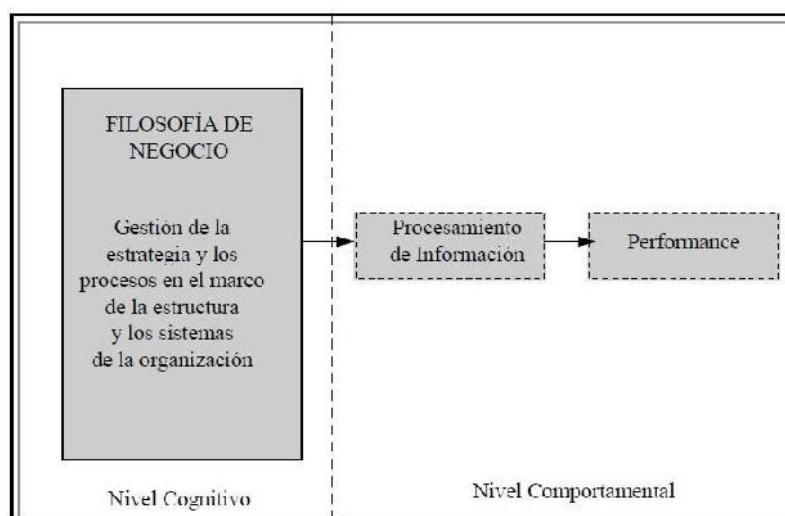 FILOSOFÍA DE
NEGOCIO
Gestión de la
estrategia y los
procesos en el marco
de la estructura
y los sistemas
de la organización
Procesamiento
de Información
Performance
Nivel Cognitivo
Nivel Comportamental